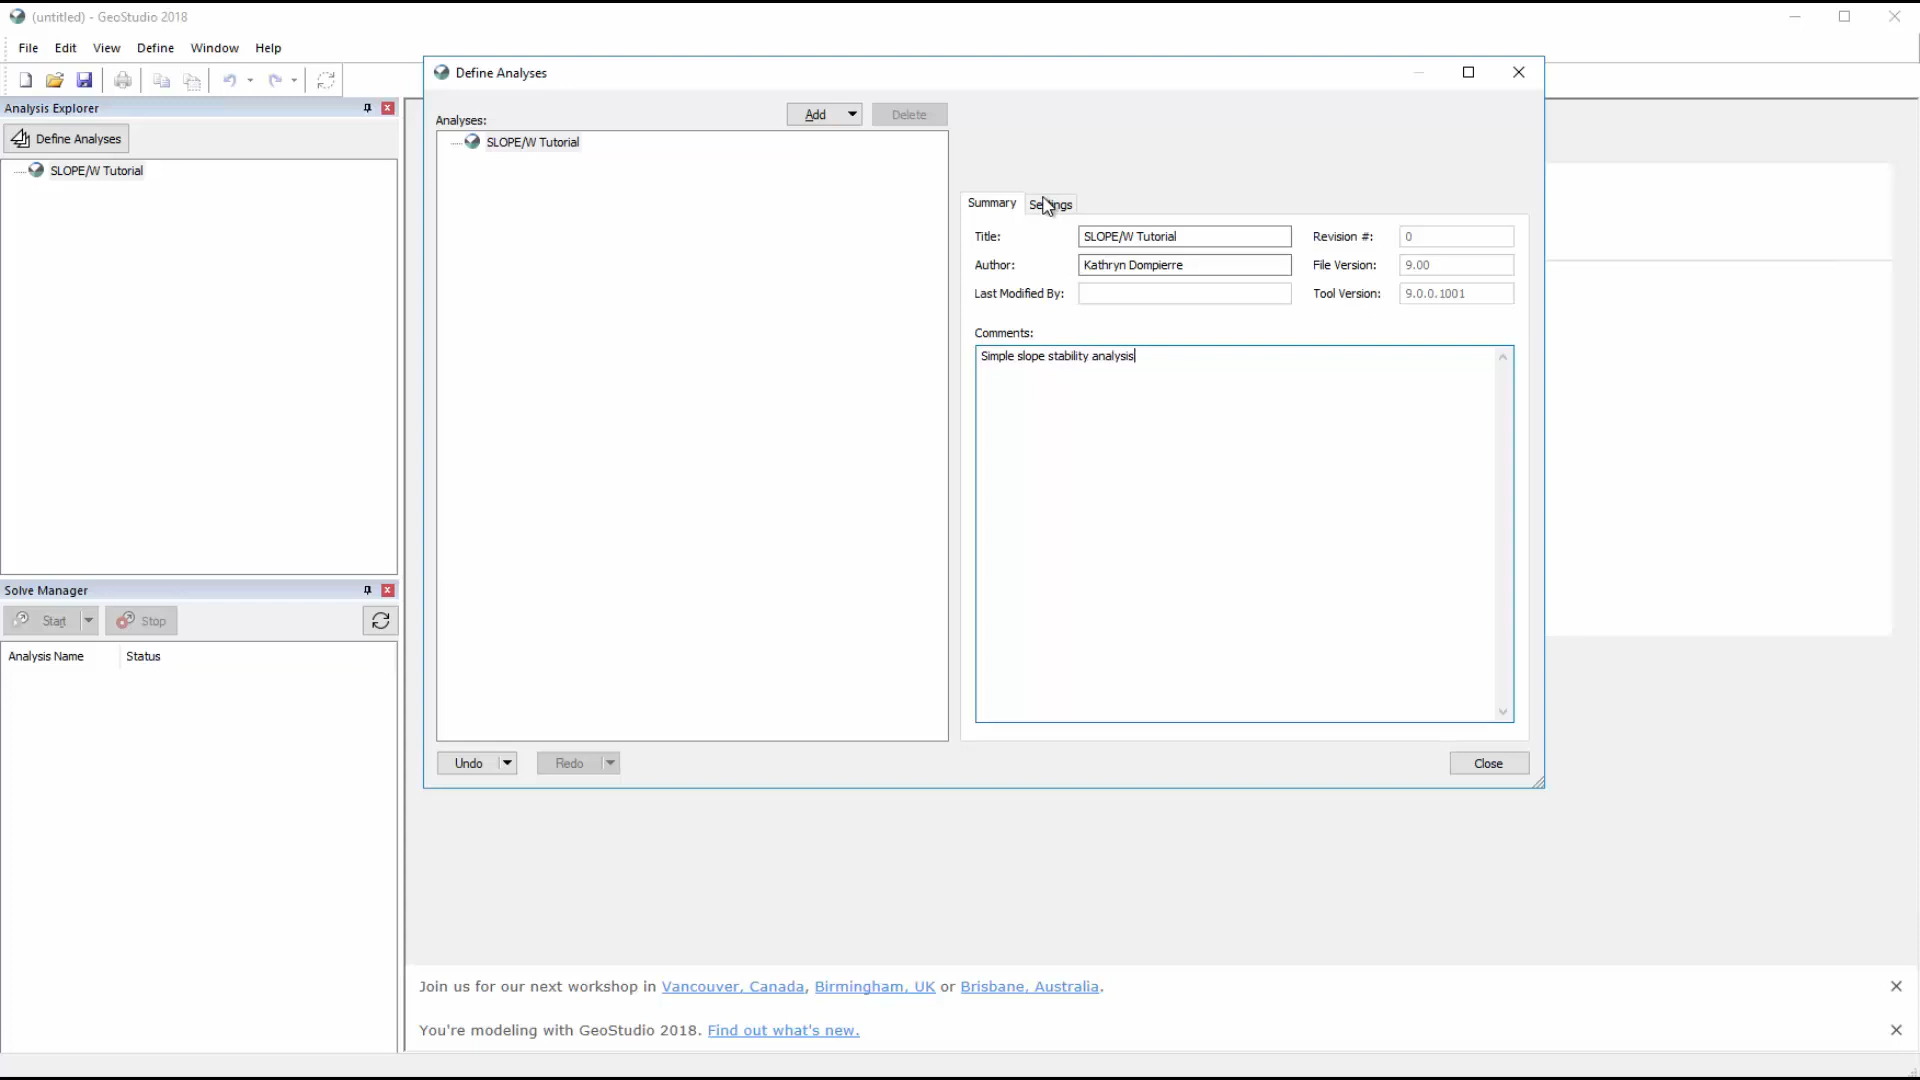 (untitled) - GeoStudio 2018
File Edit View Define Window Help
Analysis Explorer
Define Analyses
SLOPE/W Tutorial
Solve Manager
Start Stop
Analysis Name Status
Define Analyses
Analyses:
Add Delete
SLOPE/W Tutorial
Summary Settings
Title: SLOPE/W Tutorial Revision #: 0
Author: Kathryn Dompierre File Version: 9.00
Last Modified By: Tool Version: 9.0.0.1001
Comments:
Simple slope stability analysis
Undo Redo Close
Join us for our next workshop in Vancouver, Canada, Birmingham, UK or Brisbane, Australia.
You're modeling with GeoStudio 2018. Find out what's new.